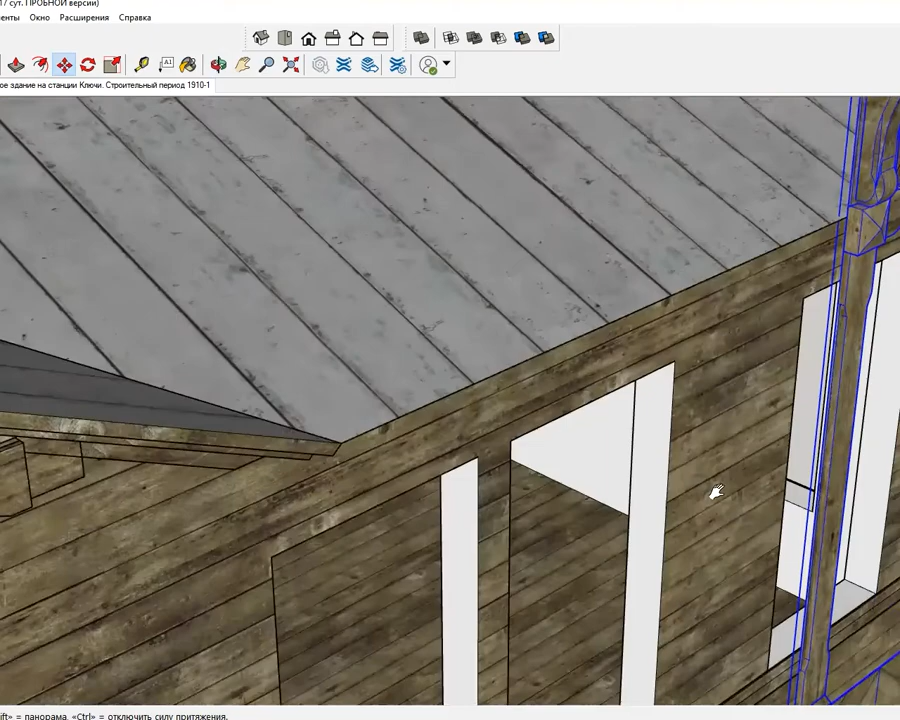 17 сут. ПРОБНОЙ версии)
енты Окно Расширения Справка
A1
ое здание на станции Ключи. Строительный период 1910-1
ift» = панорама, «Ctrl» = отключить силу притяжения.